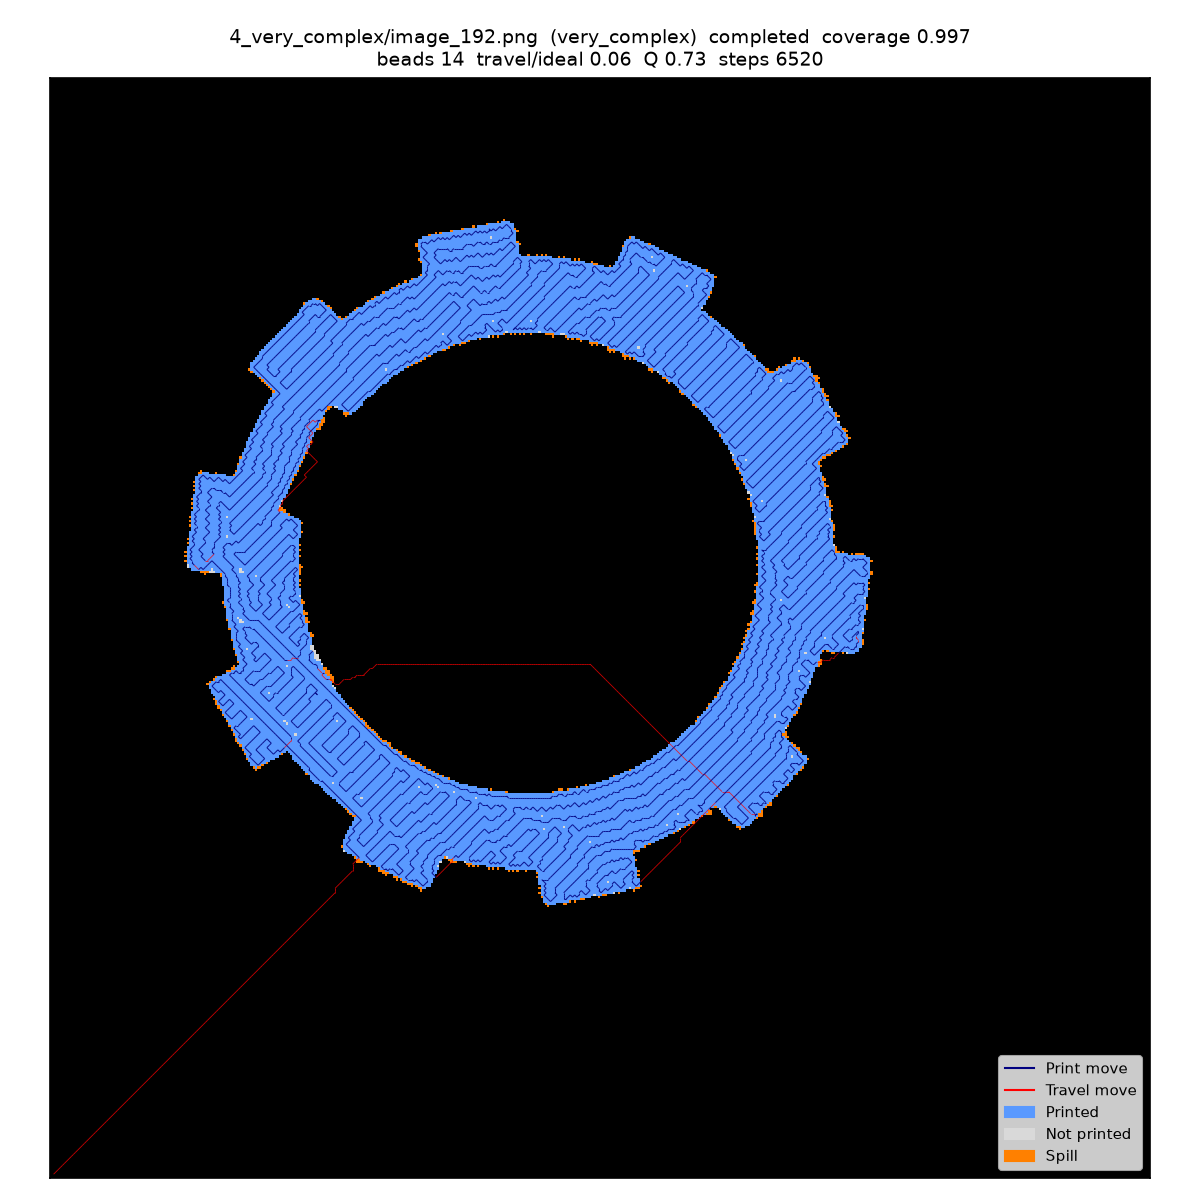 4_very_complex/image_192.png  (very_complex)  completed  coverage 0.997
beads 14  travel/ideal 0.06  Q 0.73  steps 6520
Print move
Travel move
Printed
Not printed
Spill